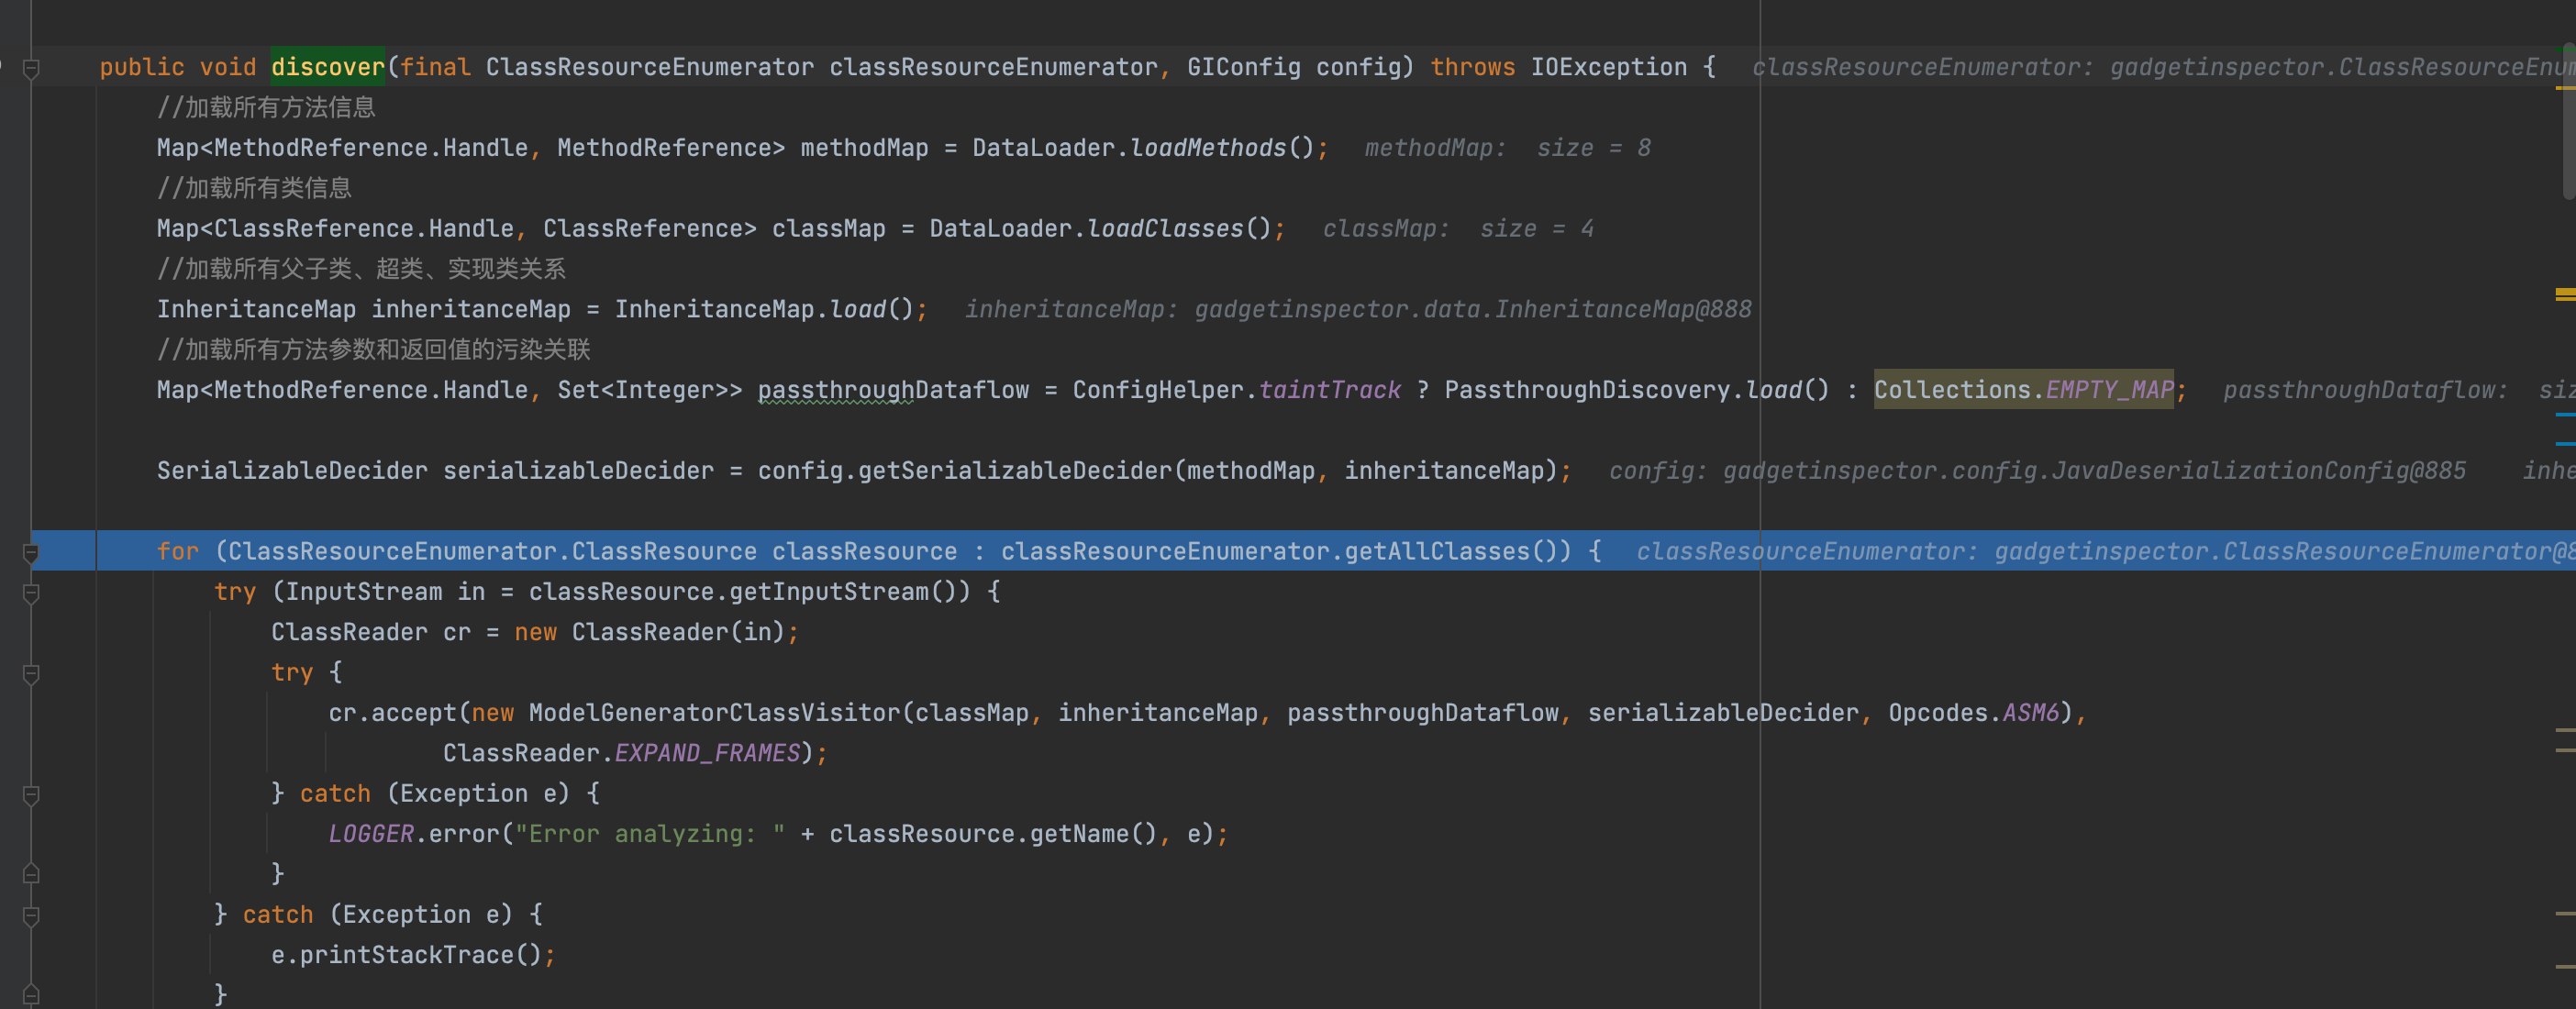 public void discover(final ClassResourceEnumerator classResourceEnumerator, GIConfig config) throws IOException {  classResourceEnumerator: gadgetinspector.ClassResourceEnum
//加载所有方法信息
Map<MethodReference.Handle, MethodReference> methodMap = DataLoader.loadMethods();  methodMap:  size = 8
//加载所有类信息
Map<ClassReference.Handle, ClassReference> classMap = DataLoader.loadClasses();  classMap:  size = 4
//加载所有父子类、超类、实现类关系
InheritanceMap inheritanceMap = InheritanceMap.load();  inheritanceMap: gadgetinspector.data.InheritanceMap@888
//加载所有方法参数和返回值的污染关联
Map<MethodReference.Handle, Set<Integer>> passthroughDataflow = ConfigHelper.taintTrack ? PassthroughDiscovery.load() : Collections.EMPTY_MAP;  passthroughDataflow:  siz
SerializableDecider serializableDecider = config.getSerializableDecider(methodMap, inheritanceMap);  config: gadgetinspector.config.JavaDeserializationConfig@885  inhe
for (ClassResourceEnumerator.ClassResource classResource : classResourceEnumerator.getAllClasses()) {  classResourceEnumerator: gadgetinspector.ClassResourceEnumerator@8
try (InputStream in = classResource.getInputStream()) {
ClassReader cr = new ClassReader(in);
try {
cr.accept(new ModelGeneratorClassVisitor(classMap, inheritanceMap, passthroughDataflow, serializableDecider, Opcodes.ASM6),
ClassReader.EXPAND_FRAMES);
} catch (Exception e) {
LOGGER.error("Error analyzing: " + classResource.getName(), e);
}
} catch (Exception e) {
e.printStackTrace();
}